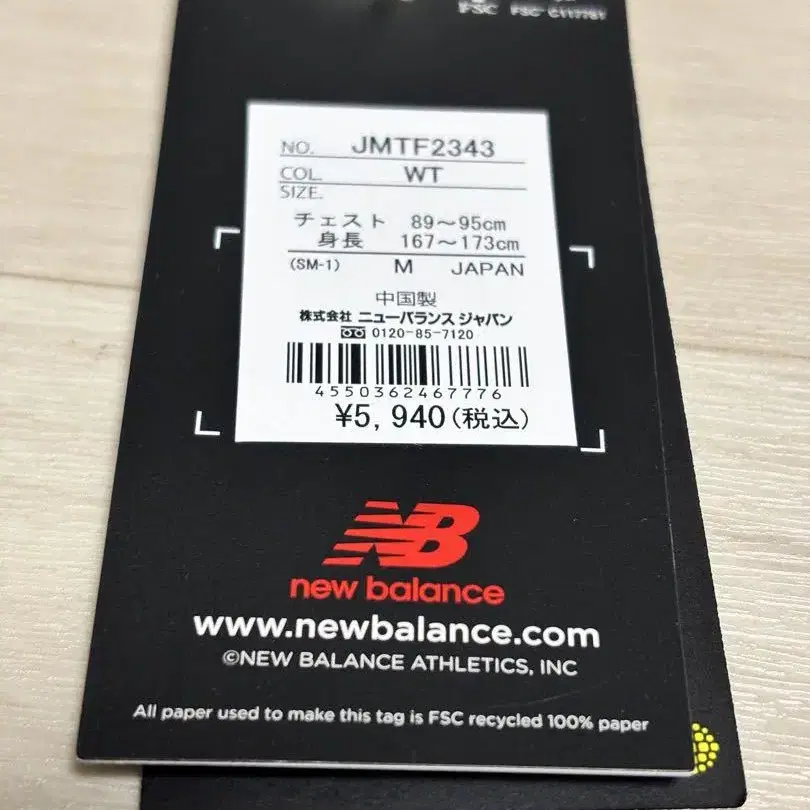 FSC FSC C117751
NO. JMTF2343
COL. WT
SIZE.
チェスト 89～95cm
身長 167～173cm
(SM-1) M JAPAN
中国製
株式会社 ニューバランス ジャパン
0120-85-7120
4550362467776
¥5,940(税込)
NB
new balance
www.newbalance.com
©NEW BALANCE ATHLETICS, INC
All paper used to make this tag is FSC recycled 100% paper